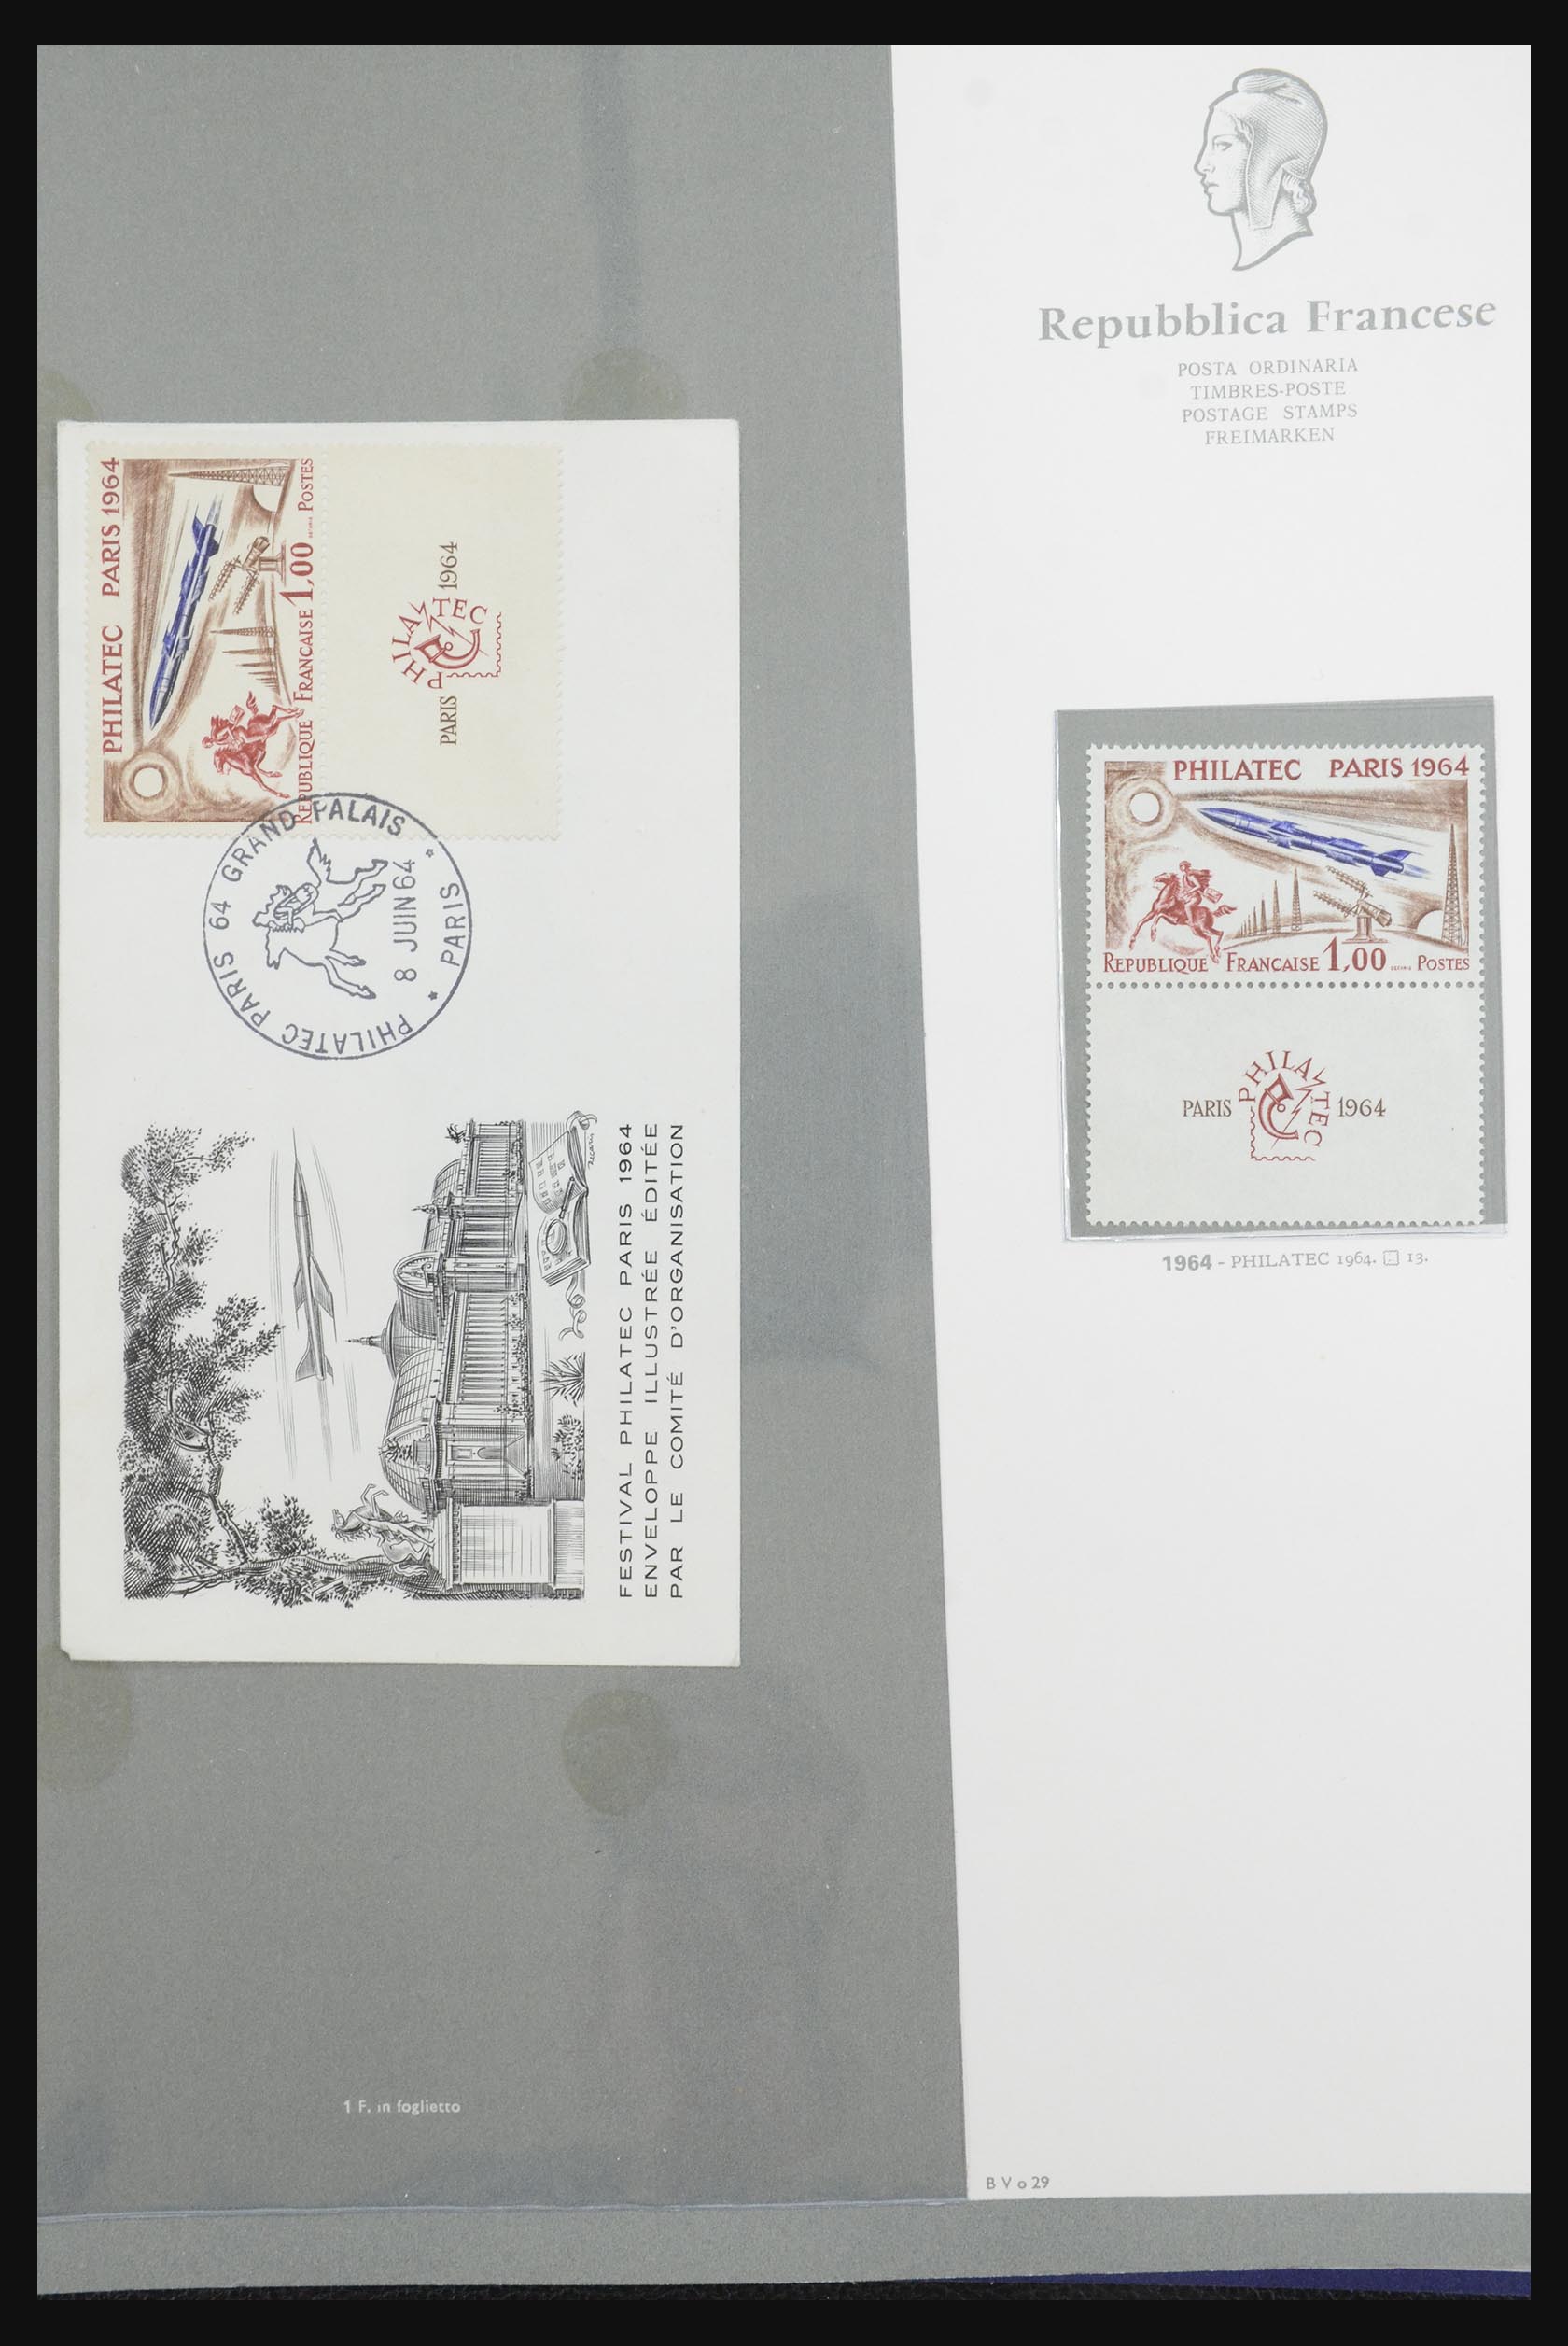 PHILATEC PARIS 1964
REPUBLIQUE FRANCAISE 1,00 POSTES
PARIS PHILATEC 1964
PHILATEC PARIS 64 GRAND PALAIS
8 JUIN 64
* PARIS *
FESTIVAL PHILATEC PARIS 1964
ENVELOPPE ILLUSTRÉE ÉDITÉE
PAR LE COMITÉ D'ORGANISATION
1 F. in foglietto
Repubblica Francese
POSTA ORDINARIA
TIMBRES-POSTE
POSTAGE STAMPS
FREIMARKEN
PHILATEC PARIS 1964
REPUBLIQUE FRANCAISE 1,00 POSTES
PARIS PHILATEC 1964
1964 - PHILATEC 1964. 13.
B V o 29